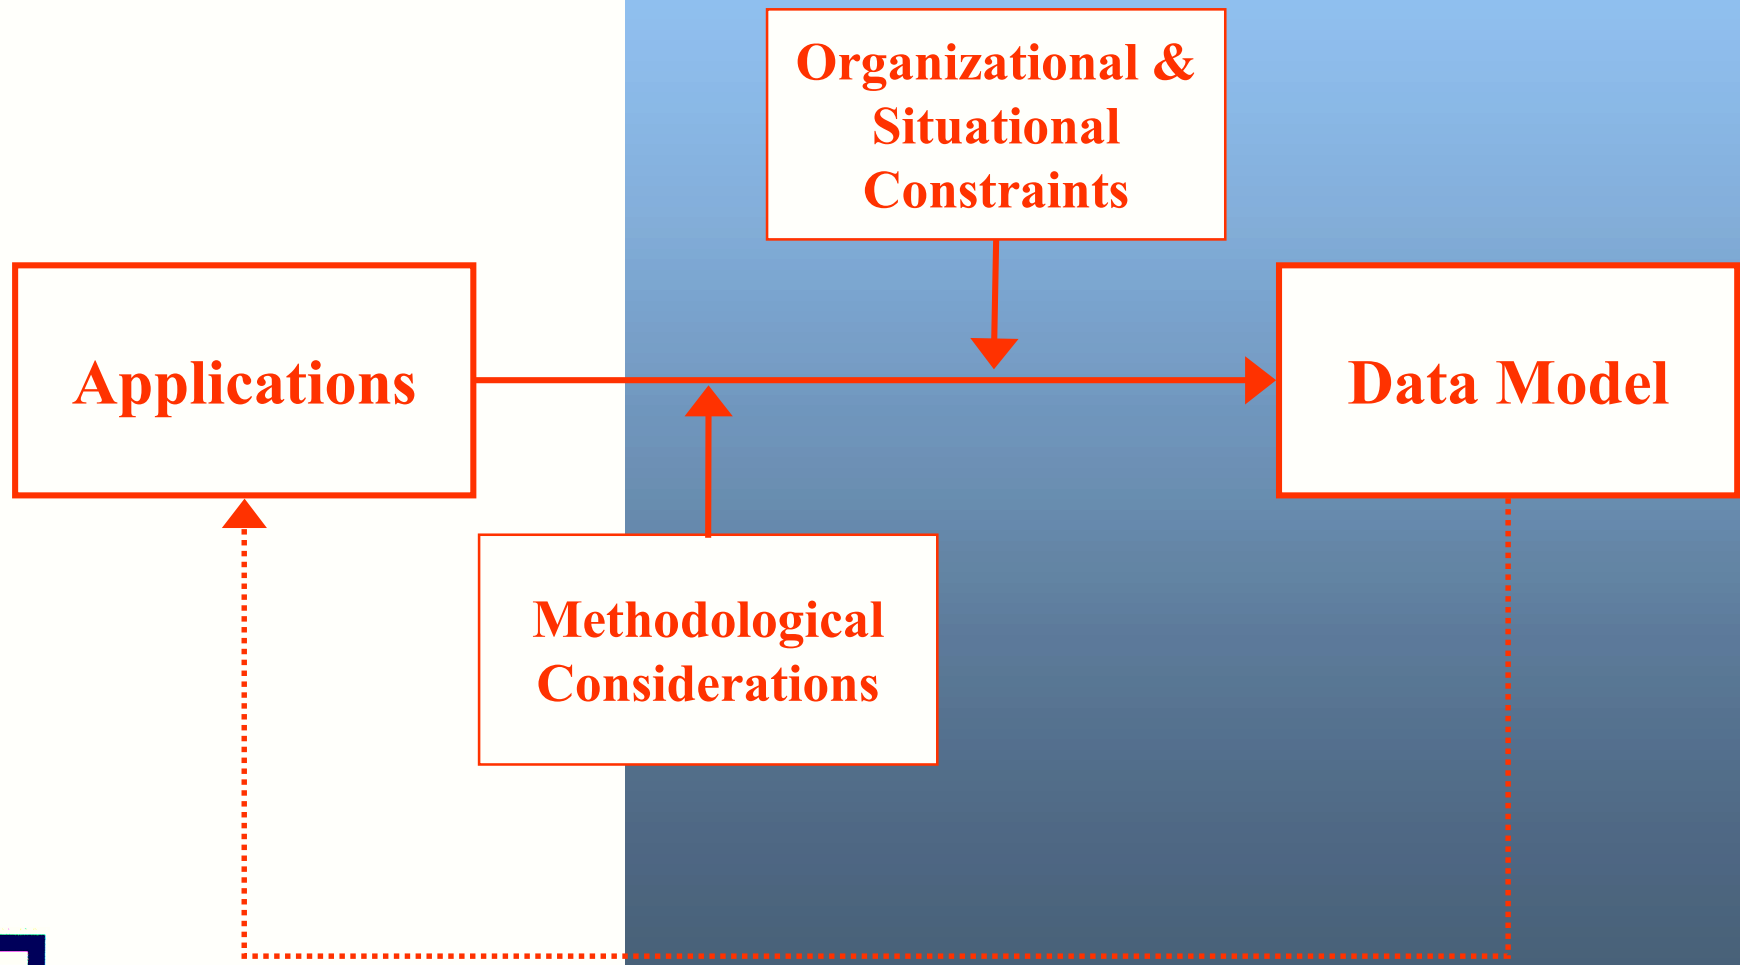 Organizational &
Situational
Constraints
Applications
Data Model
Methodological
Considerations